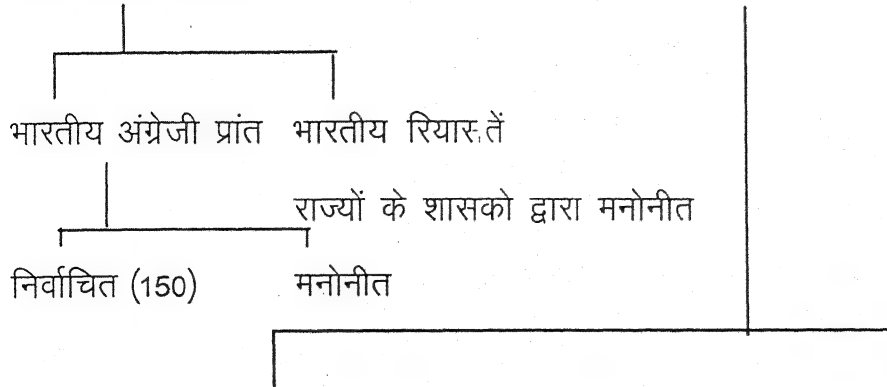 भारतीय अंग्रेजी प्रांत भारतीय रियासतें
राज्यों के शासको द्वारा मनोनीत
निर्वाचित (150) मनोनीत